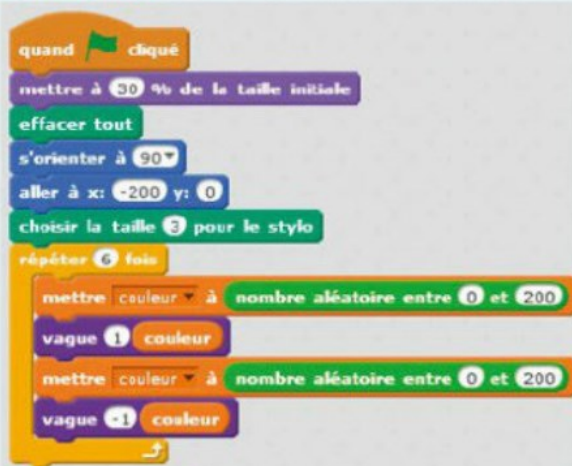 quand cliqué
mettre à 30 % de la taille initiale
effacer tout
s'orienter à 90
aller à x: -200 y: 0
choisir la taille 3 pour le stylo
répéter 6 fois
mettre couleur à nombre aléatoire entre 0 et 200
vague 1 couleur
mettre couleur à nombre aléatoire entre 0 et 200
vague -1 couleur